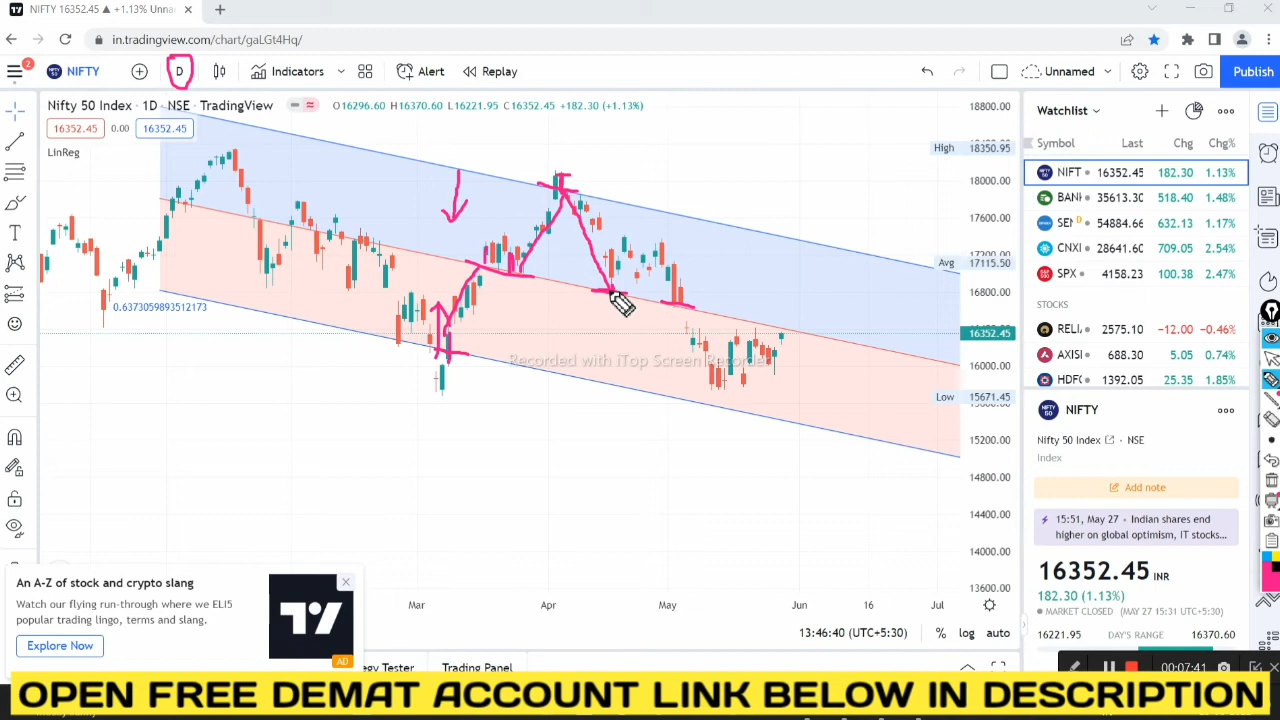 NIFTY 16352.45 ▲ +1.13% Unna
in.tradingview.com/chart/gaLGt4Hq/
2
NIFTY
D
Indicators
Alert
Replay
Unnamed
Publish
Nifty 50 Index · 1D · NSE · TradingView
O16296.60 H16370.60 L16221.95 C16352.45 +182.30 (+1.13%)
16352.45
0.00
16352.45
LinReg
0.6373059893512173
18800.00
High 18350.95
18000.00
17600.00
17200.00
Avg 17115.50
16800.00
16352.45
16000.00
Low 15671.45
15200.00
14800.00
14400.00
14000.00
13600.00
Recorded with iTop Screen Recorder
Mar
Apr
May
Jun
16
Jul
13:46:40 (UTC+5:30)
%
log
auto
Trading Panel
Watchlist
Symbol Last Chg Chg%
NIFT 16352.45 182.30 1.13%
BANK 35613.30 518.40 1.48%
SEN D 54884.66 632.13 1.17%
CNXI 28641.60 709.05 2.54%
SPX 4158.23 100.38 2.47%
STOCKS
RELI 2575.10 −12.00 −0.46%
AXISI 688.30 5.05 0.74%
HDFC 1392.05 25.35 1.85%
NIFTY
Nifty 50 Index · NSE
Index
Add note
15:51, May 27 · Indian shares end
higher on global optimism, IT stocks...
16352.45 INR
182.30 (1.13%)
MARKET CLOSED (MAY 27 15:31 UTC+5:30)
16221.95 DAY'S RANGE 16370.60
00:07:41
An A-Z of stock and crypto slang
Watch our flying run-through where we ELI5
popular trading lingo, terms and slang.
Explore Now
AD
OPEN FREE DEMAT ACCOUNT LINK BELOW IN DESCRIPTION